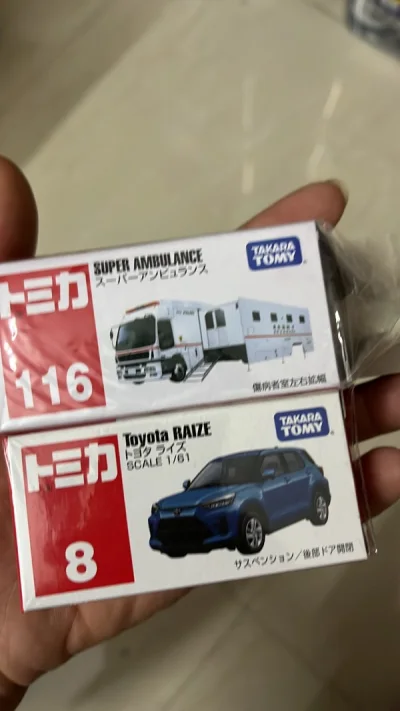 SUPER AMBULANCE
スーパーアンビュランス
TAKARA
TOMY
トミカ
116
傷病者室左右拡幅
Toyota RAIZE
トヨタ ライズ
SCALE 1/61
TAKARA
TOMY
トミカ
8
サスペンション／後部ドア開閉